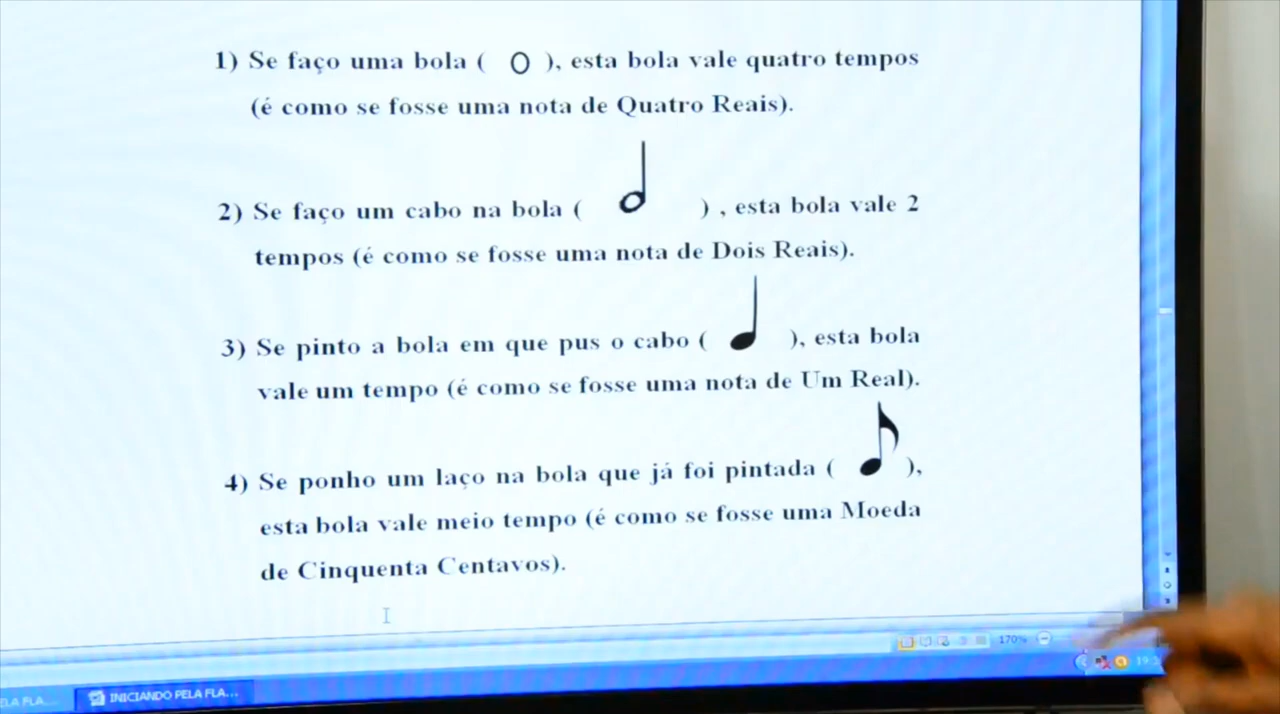 1) Se faço uma bola ( O ), esta bola vale quatro tempos
(é como se fosse uma nota de Quatro Reais).
2) Se faço um cabo na bola ( ) , esta bola vale 2
tempos (é como se fosse uma nota de Dois Reais).
3) Se pinto a bola em que pus o cabo ( ), esta bola
vale um tempo (é como se fosse uma nota de Um Real).
4) Se ponho um laço na bola que já foi pintada ( ),
esta bola vale meio tempo (é como se fosse uma Moeda
de Cinquenta Centavos).
170%
INICIANDO PELA FLA...